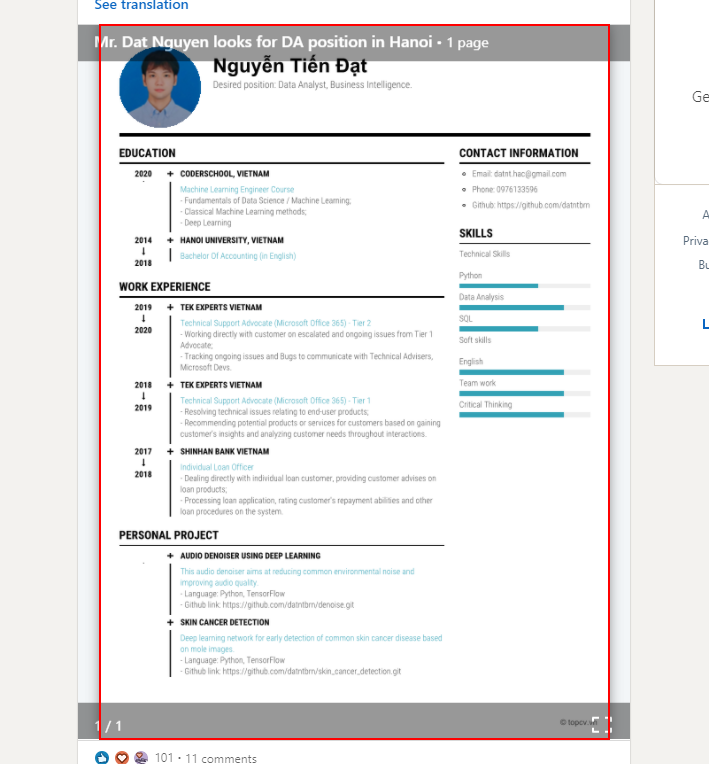 See translation
Mr. Dat Nguyen looks for DA position in Hanoi • 1 page
Nguyễn Tiến Đạt
Desired position: Data Analyst, Business Intelligence.
EDUCATION
2020
CODERSCHOOL, VIETNAM
Machine Learning Engineer Course
- Fundamentals of Data Science / Machine Learning;
- Classical Machine Learning methods;
- Deep Learning
2014
↓
2018
HANOI UNIVERSITY, VIETNAM
Bachelor Of Accounting (in English)
WORK EXPERIENCE
2019
↓
2020
TEK EXPERTS VIETNAM
Technical Support Advocate (Microsoft Office 365) - Tier 2
- Working directly with customer on escalated and ongoing issues from Tier 1
Advocate;
- Tracking ongoing issues and Bugs to communicate with Technical Advisers,
Microsoft Devs.
2018
↓
2019
TEK EXPERTS VIETNAM
Technical Support Advocate (Microsoft Office 365) - Tier 1
- Resolving technical issues relating to end-user products;
- Recommending potential products or services for customers based on gaining
customer's insights and analyzing customer needs throughout interactions.
2017
↓
2018
SHINHAN BANK VIETNAM
Individual Loan Officer
- Dealing directly with individual loan customer, providing customer advises on
loan products;
- Processing loan application, rating customer's repayment abilities and other
loan procedures on the system.
PERSONAL PROJECT
AUDIO DENOISER USING DEEP LEARNING
This audio denoiser aims at reducing common environmental noise and
improving audio quality.
- Language: Python, TensorFlow
- Github link: https://github.com/datntbrn/denoise.git
SKIN CANCER DETECTION
Deep learning network for early detection of common skin cancer disease based
on mole images.
- Language: Python, TensorFlow
- Github link: https://github.com/datntbrn/skin_cancer_detection.git
CONTACT INFORMATION
Email: datnt.hac@gmail.com
Phone: 0976133596
Github: https://github.com/datntbrn
SKILLS
Technical Skills
Python
Data Analysis
SQL
Soft skills
English
Team work
Critical Thinking
© topcv.vn
1 / 1
101 • 11 comments
Ge
A
Priva
Bu
L